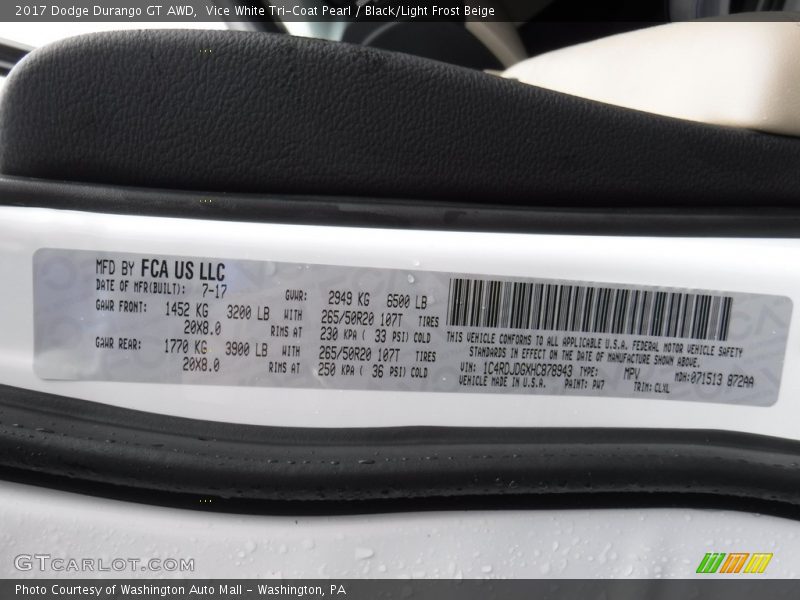 2017 Dodge Durango GT AWD, Vice White Tri-Coat Pearl / Black/Light Frost Beige
MFD BY FCA US LLC
DATE OF MFR(BUILT): 7-17
GVWR: 2949 KG 6500 LB
GAWR FRONT: 1452 KG 3200 LB WITH 265/50R20 107T TIRES
20X8.0 RIMS AT 230 KPA ( 33 PSI) COLD
GAWR REAR: 1770 KG 3900 LB WITH 265/50R20 107T TIRES
20X8.0 RIMS AT 250 KPA ( 36 PSI) COLD
THIS VEHICLE CONFORMS TO ALL APPLICABLE U.S.A. FEDERAL MOTOR VEHICLE SAFETY
STANDARDS IN EFFECT ON THE DATE OF MANUFACTURE SHOWN ABOVE.
VIN: 1C4RDJDGXHC878943 TYPE: MPV MDH: 071513 872AA
VEHICLE MADE IN U.S.A. PAINT: PW7 TRIM: CLXL
GTCARLOT.COM
Photo Courtesy of Washington Auto Mall - Washington, PA